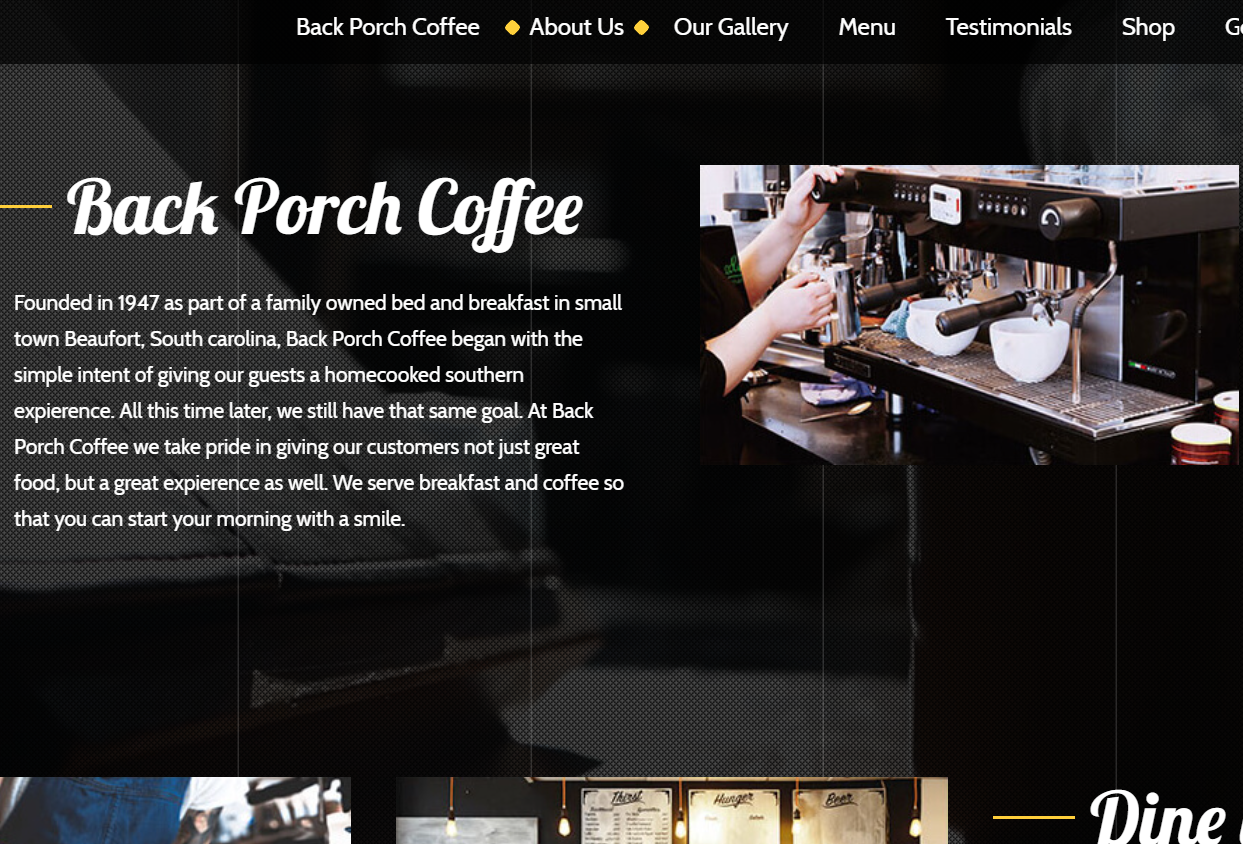 Back Porch Coffee About Us Our Gallery Menu Testimonials Shop
Back Porch Coffee
Founded in 1947 as part of a family owned bed and breakfast in small
town Beaufort, South carolina, Back Porch Coffee began with the
simple intent of giving our guests a homecooked southern
expierence. All this time later, we still have that same goal. At Back
Porch Coffee we take pride in giving our customers not just great
food, but a great expierence as well. We serve breakfast and coffee so
that you can start your morning with a smile.
Thirst Hunger Beer
Dine